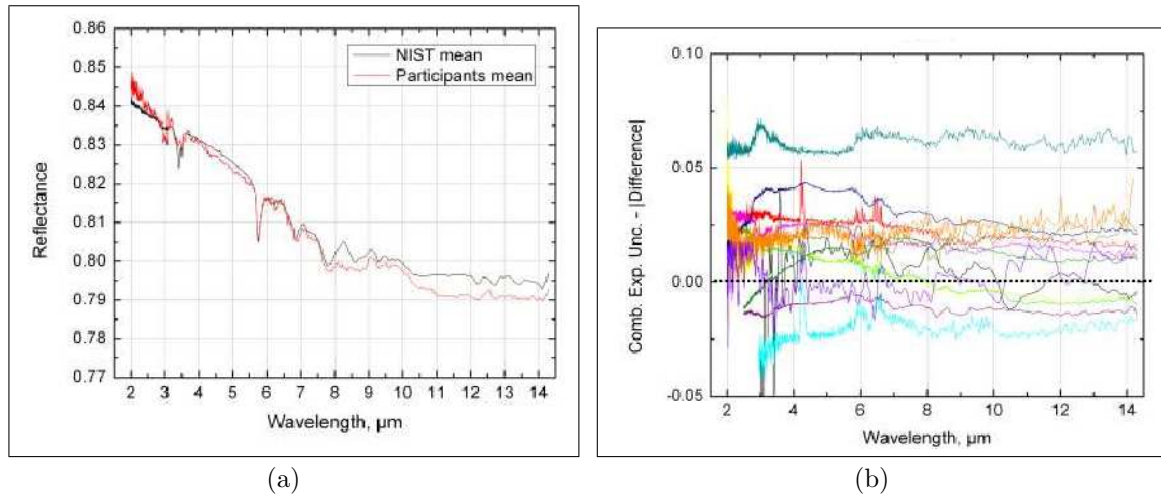 0.86
0.85
0.84
0.83
0.82
0.81
0.80
0.79
0.78
0.77
Reflectance
NIST mean
Participants mean
2 3 4 5 6 7 8 9 10 11 12 13 14
Wavelength, μm
(a)
0.10
0.05
0.00
-0.05
Comb. Exp. Unc. - |Difference|
2 4 6 8 10 12 14
Wavelength, μm
(b)